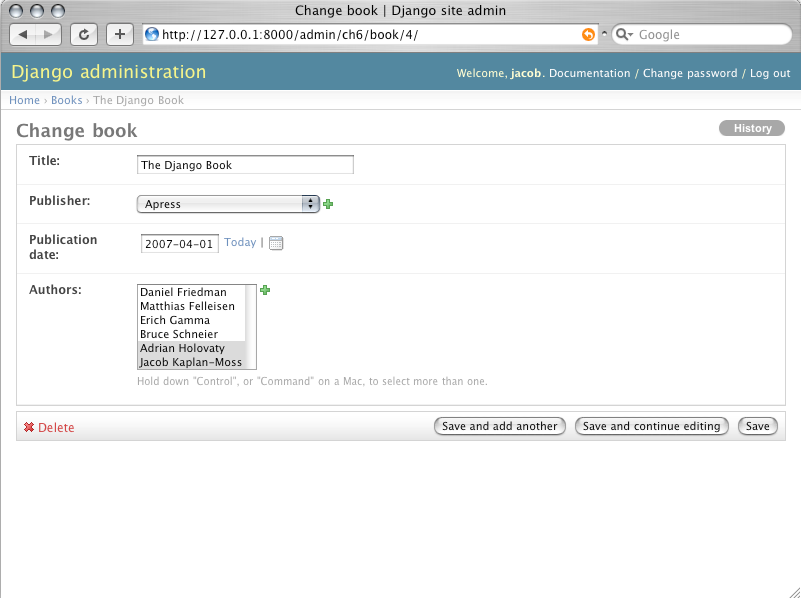 Change book | Django site admin
http://127.0.0.1:8000/admin/ch6/book/4/
Google
Django administration
Welcome, jacob. Documentation / Change password / Log out
Home › Books › The Django Book
Change book
History
Title:
The Django Book
Publisher:
Apress
Publication date:
2007-04-01 Today |
Authors:
Daniel Friedman
Matthias Felleisen
Erich Gamma
Bruce Schneier
Adrian Holovaty
Jacob Kaplan-Moss
Hold down "Control", or "Command" on a Mac, to select more than one.
Delete
Save and add another
Save and continue editing
Save